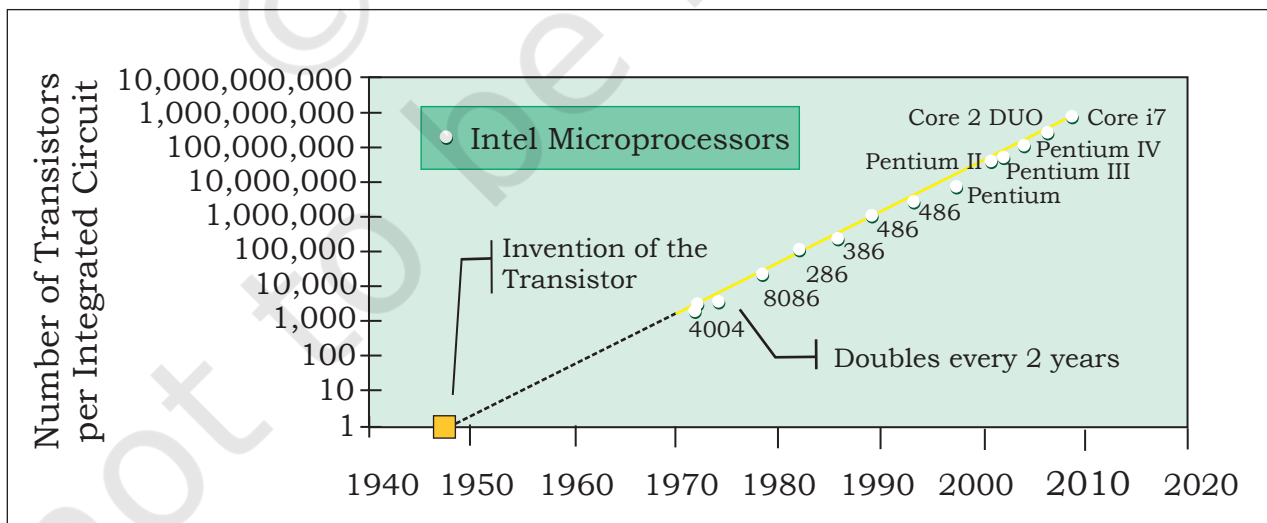 Number of Transistors
per Integrated Circuit
10,000,000,000
1,000,000,000
100,000,000
10,000,000
1,000,000
100,000
10,000
1,000
100
10
1
Intel Microprocessors
Invention of the
Transistor
4004
8086
286
386
486
486
Pentium
Pentium II
Pentium III
Pentium IV
Core 2 DUO
Core i7
Doubles every 2 years
1940 1950 1960 1970 1980 1990 2000 2010 2020
©
not to be